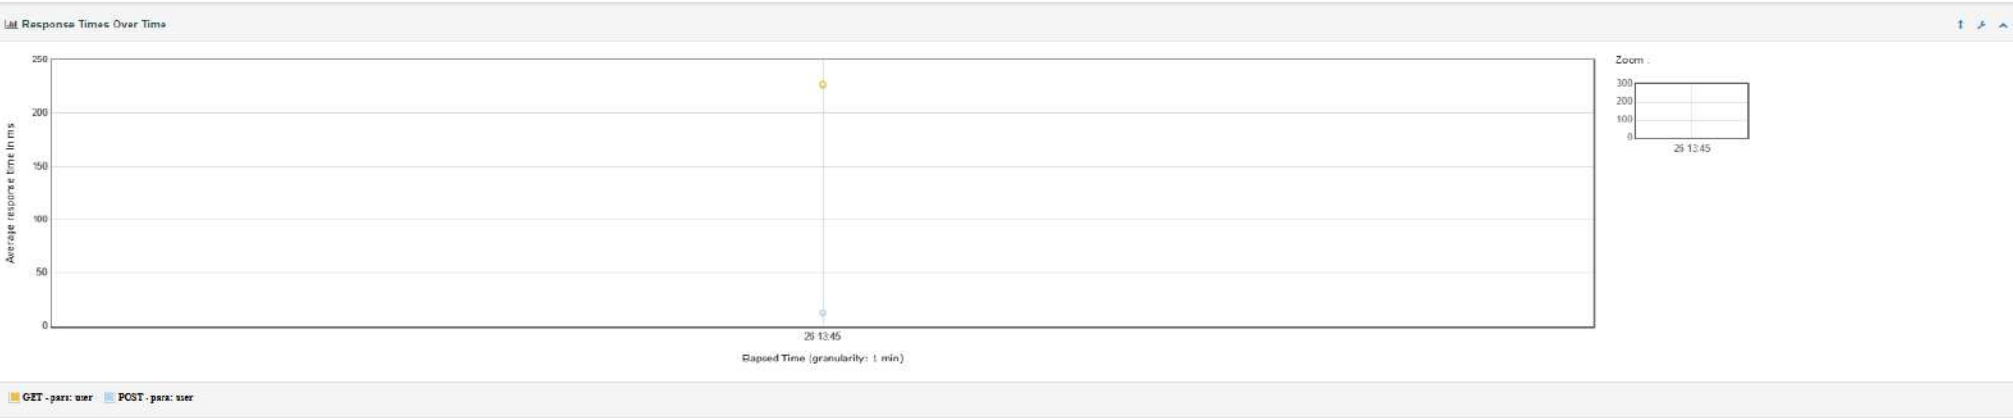 Response Times Over Time
250
200
150
100
50
0
Average response time in ms
26 13:45
Elapsed Time (granularity: 1 min)
Zoom :
300
200
100
0
26 13:45
GET - para: user
POST - para: user